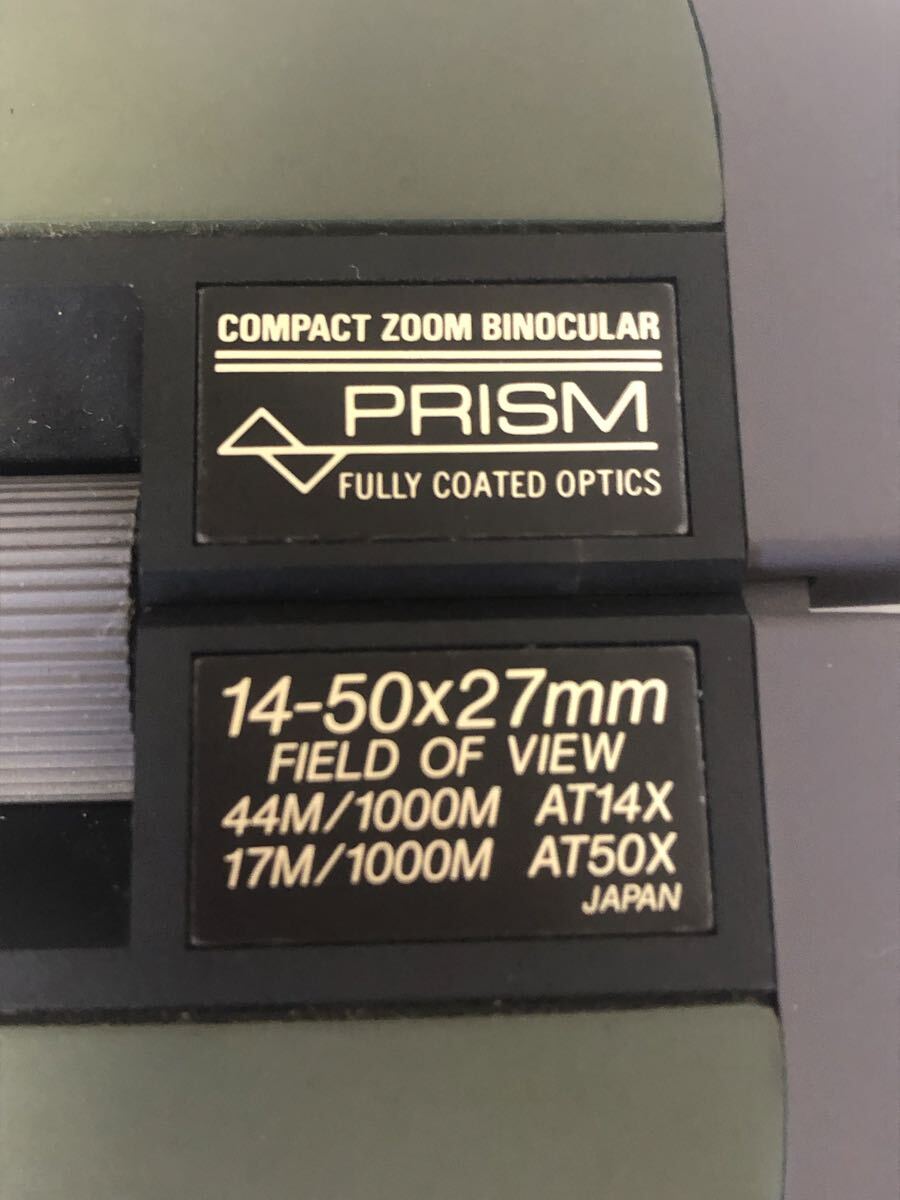 COMPACT ZOOM BINOCULAR
PRISM
FULLY COATED OPTICS
14-50x27mm
FIELD OF VIEW
44M/1000M AT14X
17M/1000M AT50X
JAPAN